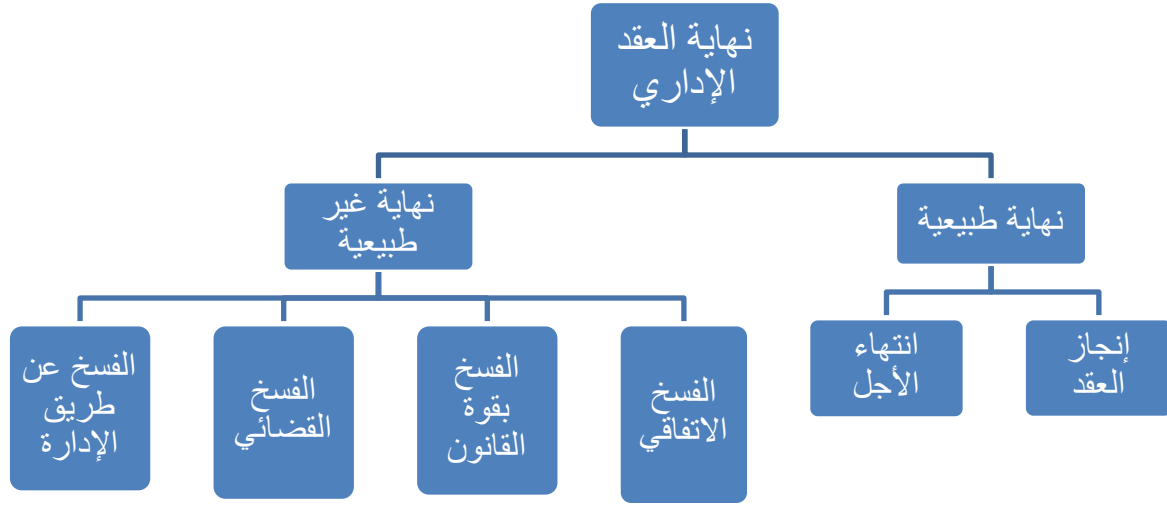 نهاية العقد
الإداري
نهاية طبيعية
نهاية غير
طبيعية
إنجاز
العقد
انتهاء
الأجل
الفسخ
الاتفاقي
الفسخ
بقوة
القانون
الفسخ
القضائي
الفسخ عن
طريق
الإدارة